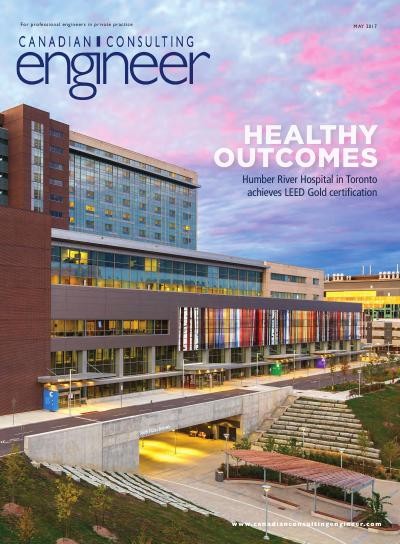 For professional engineers in private practice
MAY 2017
CANADIAN CONSULTING
engineer
HEALTHY
OUTCOMES
Humber River Hospital in Toronto
achieves LEED Gold certification
www.canadianconsultingengineer.com